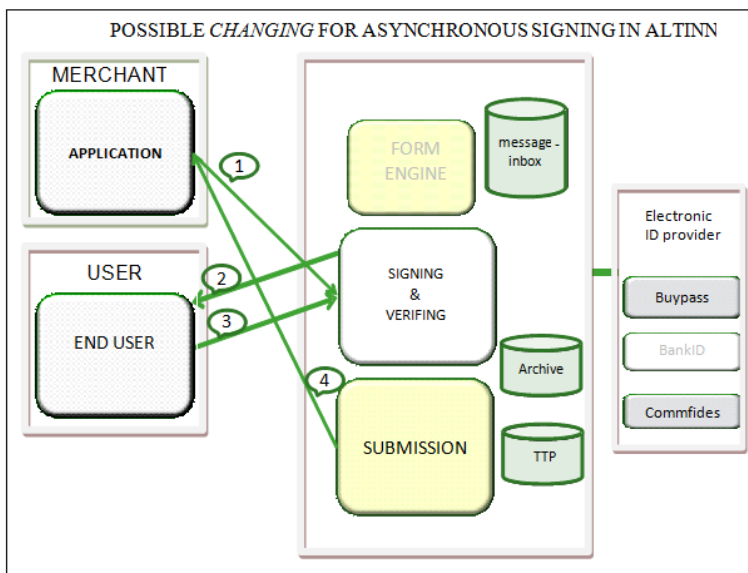 POSSIBLE CHANGING FOR ASYNCHRONOUS SIGNING IN ALTINN
MERCHANT
APPLICATION
1
USER
2
3
END USER
4
FORM
ENGINE
message -
inbox
SIGNING
&
VERIFING
Archive
SUBMISSION
TTP
Electronic
ID provider
Buypass
BankID
Commfides